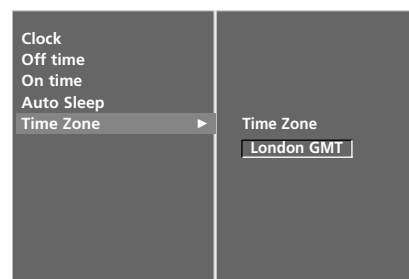 Clock
Off time
On time
Auto Sleep
Time Zone ►
Time Zone
London GMT